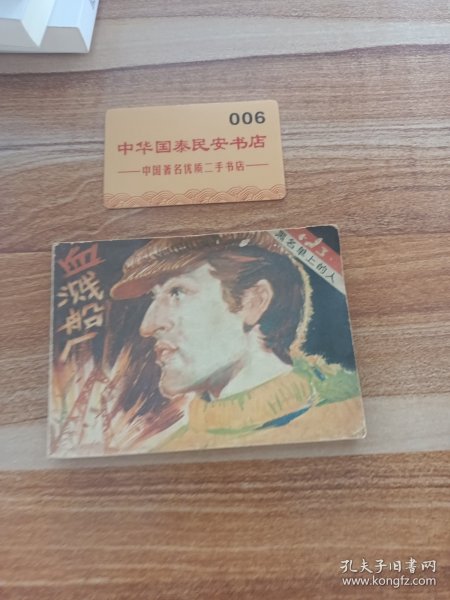 006
中华国泰民安书店
——中国著名优质二手书店——
血溅船厂
黑名单上的人
孔夫子旧书网
www.kongfz.com